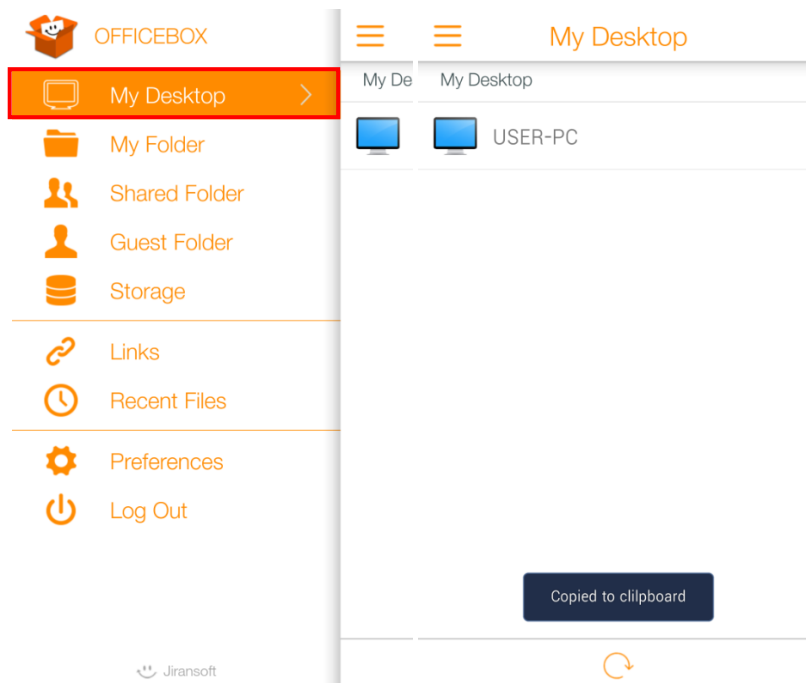 OFFICEBOX
My Desktop
My Folder
Shared Folder
Guest Folder
Storage
Links
Recent Files
Preferences
Log Out
Jiransoft
My De
My Desktop
My Desktop
USER-PC
Copied to clilpboard